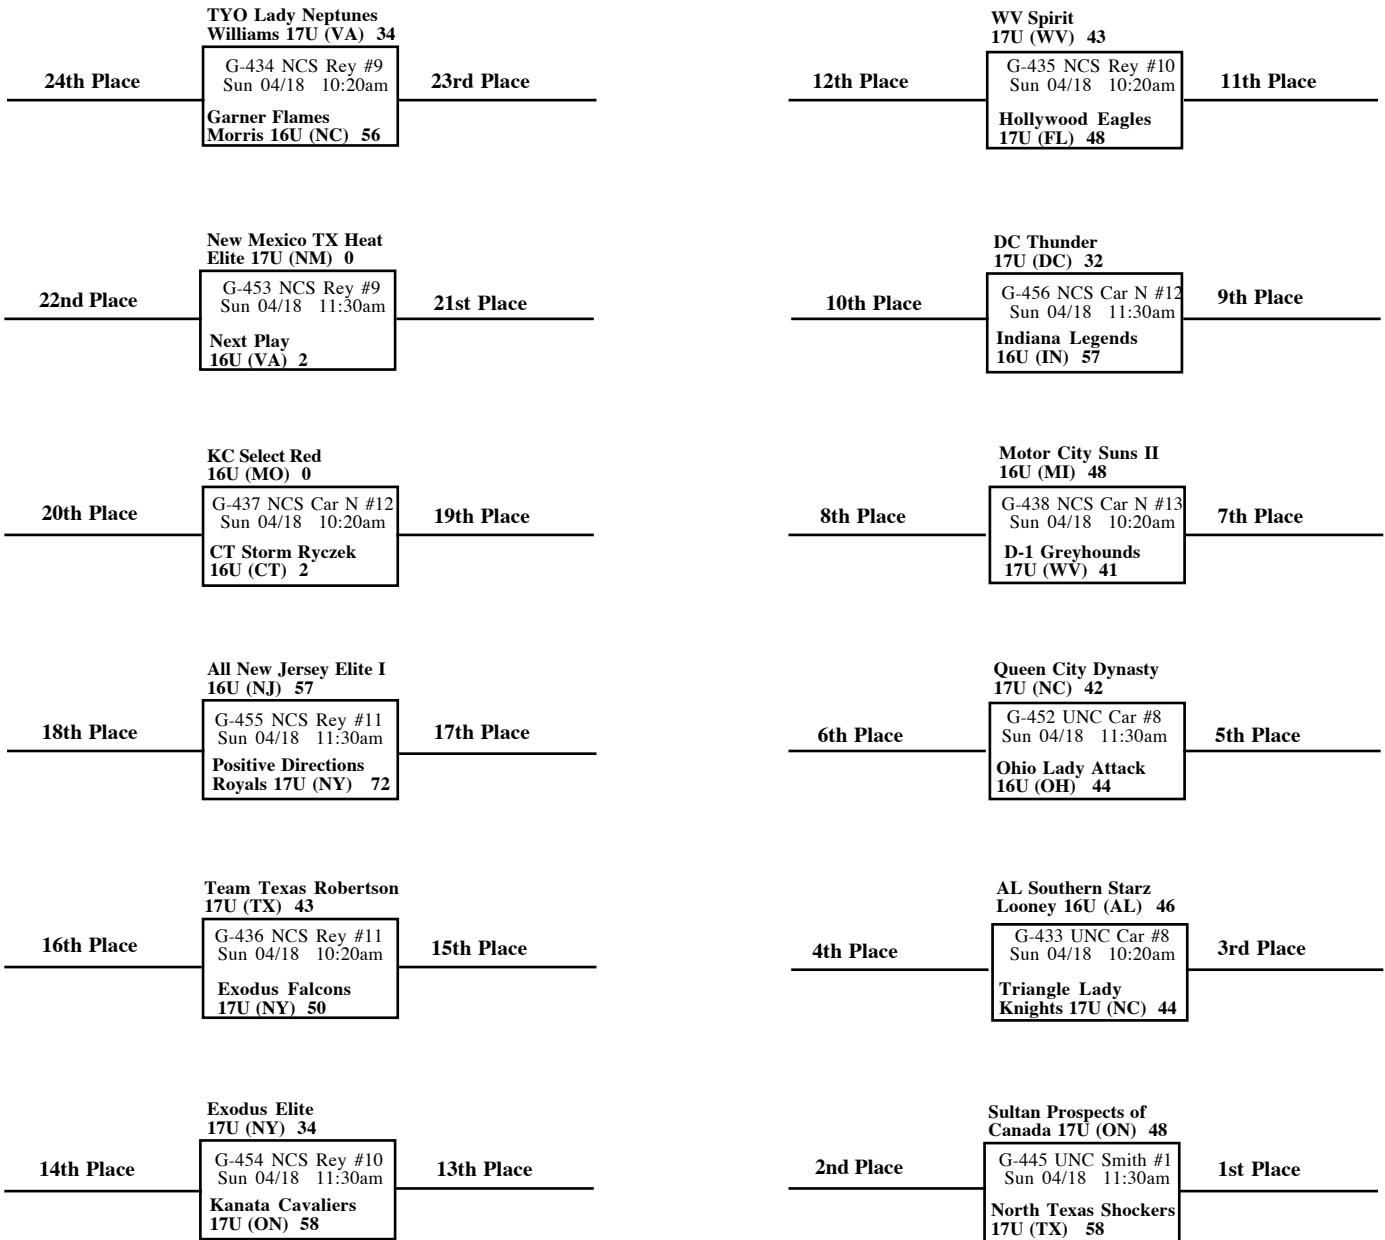 TYO Lady Neptunes
Williams 17U (VA) 34
24th Place
G-434 NCS Rey #9
Sun 04/18 10:20am
23rd Place
Garner Flames
Morris 16U (NC) 56
New Mexico TX Heat
Elite 17U (NM) 0
22nd Place
G-453 NCS Rey #9
Sun 04/18 11:30am
21st Place
Next Play
16U (VA) 2
KC Select Red
16U (MO) 0
20th Place
G-437 NCS Car N #12
Sun 04/18 10:20am
19th Place
CT Storm Ryczek
16U (CT) 2
All New Jersey Elite I
16U (NJ) 57
18th Place
G-455 NCS Rey #11
Sun 04/18 11:30am
17th Place
Positive Directions
Royals 17U (NY) 72
Team Texas Robertson
17U (TX) 43
16th Place
G-436 NCS Rey #11
Sun 04/18 10:20am
15th Place
Exodus Falcons
17U (NY) 50
Exodus Elite
17U (NY) 34
14th Place
G-454 NCS Rey #10
Sun 04/18 11:30am
13th Place
Kanata Cavaliers
17U (ON) 58
WV Spirit
17U (WV) 43
12th Place
G-435 NCS Rey #10
Sun 04/18 10:20am
11th Place
Hollywood Eagles
17U (FL) 48
DC Thunder
17U (DC) 32
10th Place
G-456 NCS Car N #12
Sun 04/18 11:30am
9th Place
Indiana Legends
16U (IN) 57
Motor City Suns II
16U (MI) 48
8th Place
G-438 NCS Car N #13
Sun 04/18 10:20am
7th Place
D-1 Greyhounds
17U (WV) 41
Queen City Dynasty
17U (NC) 42
6th Place
G-452 UNC Car #8
Sun 04/18 11:30am
5th Place
Ohio Lady Attack
16U (OH) 44
AL Southern Starz
Looney 16U (AL) 46
4th Place
G-433 UNC Car #8
Sun 04/18 10:20am
3rd Place
Triangle Lady
Knights 17U (NC) 44
Sultan Prospects of
Canada 17U (ON) 48
2nd Place
G-445 UNC Smith #1
Sun 04/18 11:30am
1st Place
North Texas Shockers
17U (TX) 58